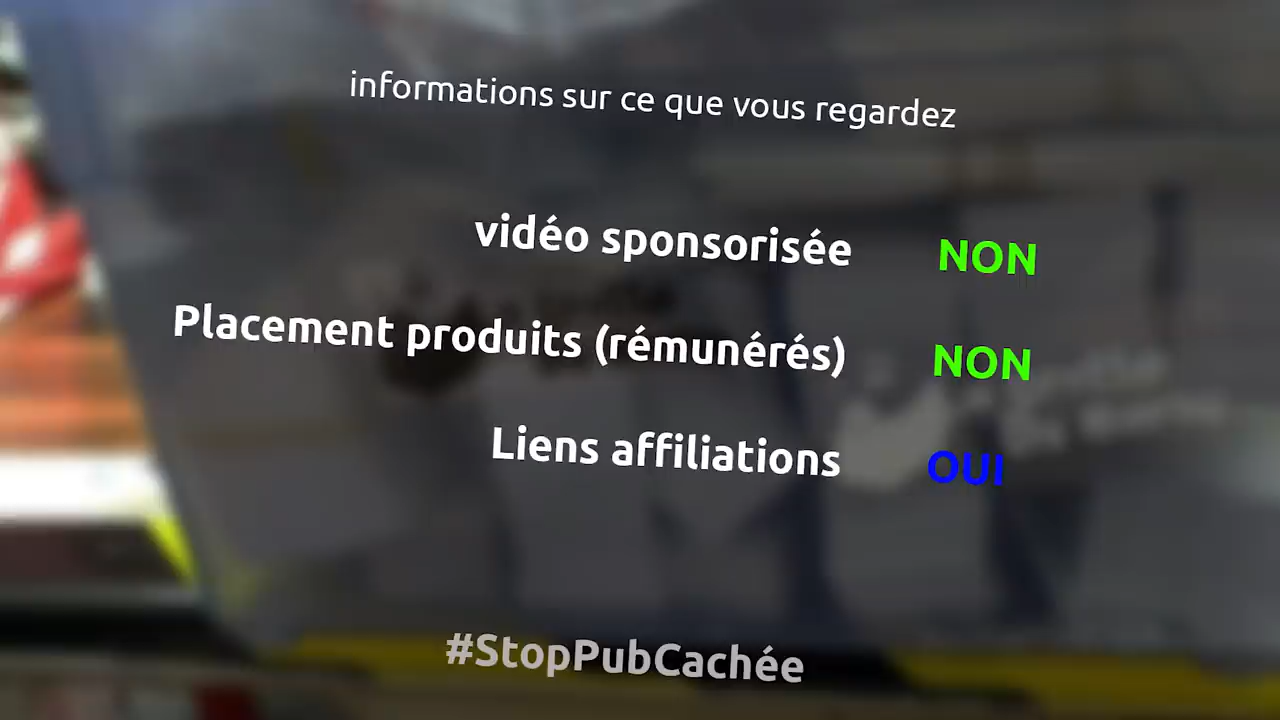 informations sur ce que vous regardez
vidéo sponsorisée NON
Placement produits (rémunérés) NON
Liens affiliations OUI
#StopPubCachée